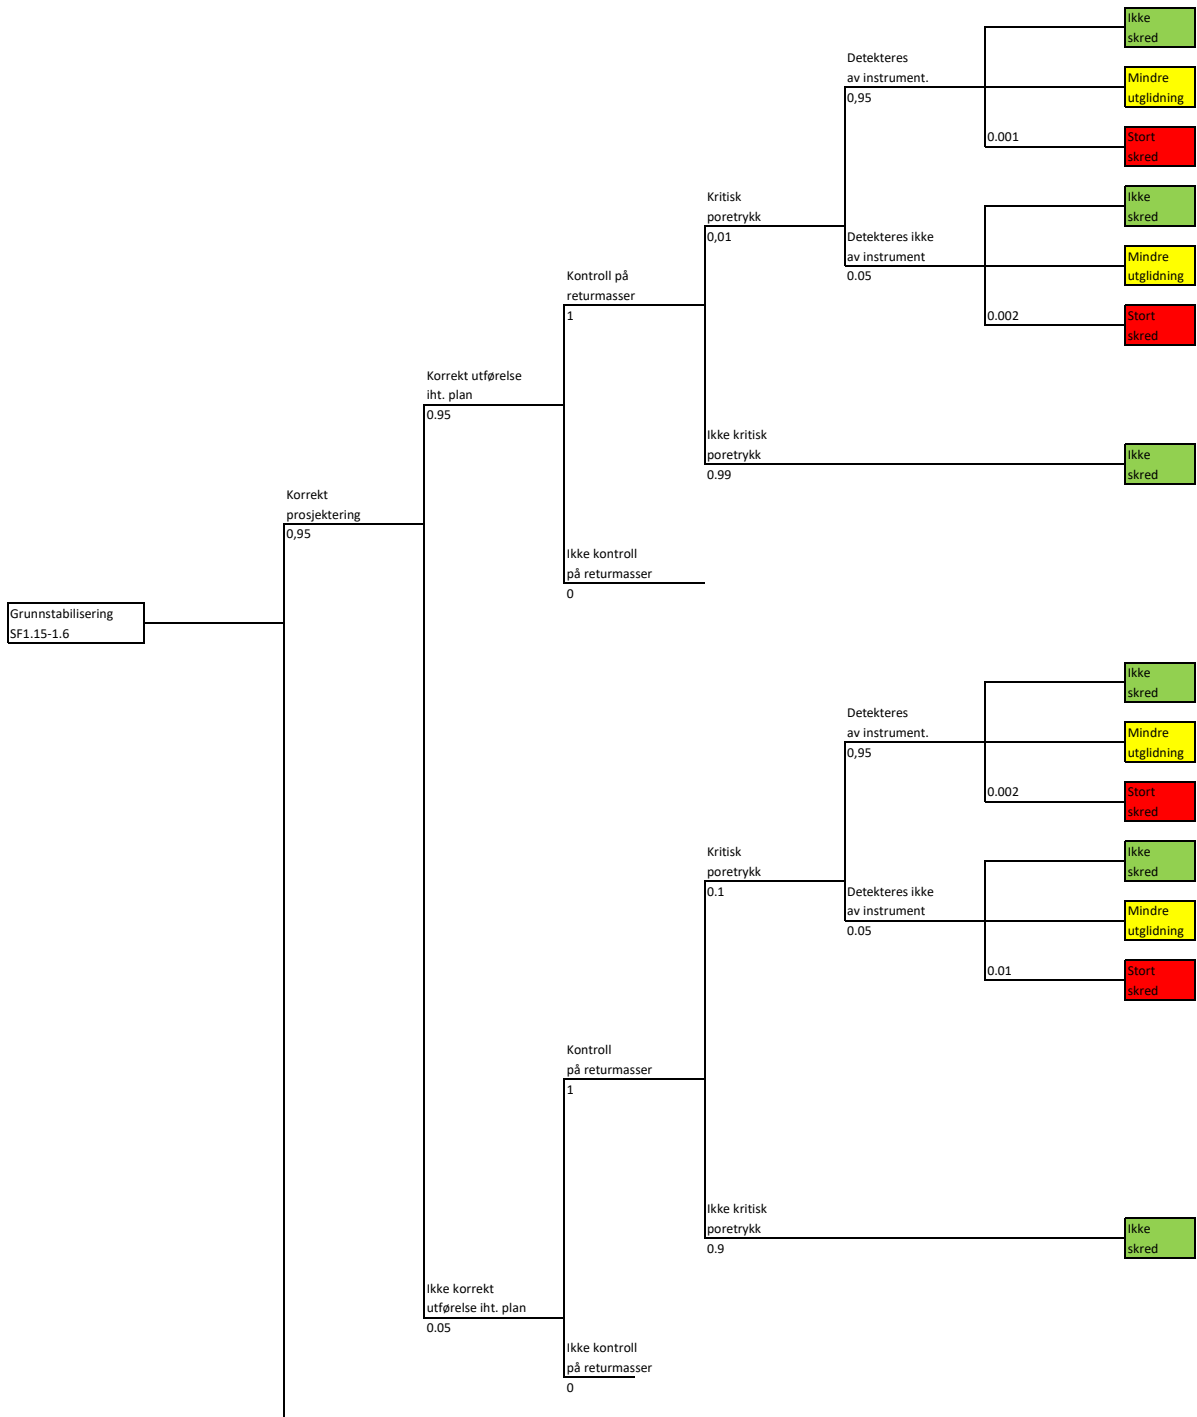 Ikke
skred
Detekteres
av instrument.
0,95
Mindre
utglidning
0.001
Stort
skred
Kritisk
poretrykk
0,01
Ikke
skred
Detekteres ikke
av instrument
0.05
Mindre
utglidning
Kontroll på
returmasser
1
0.002
Stort
skred
Korrekt utførelse
iht. plan
0.95
Ikke kritisk
poretrykk
0.99
Ikke
skred
Korrekt
prosjektering
0,95
Ikke kontroll
på returmasser
0
Grunnstabilisering
SF1.15-1.6
Ikke
skred
Detekteres
av instrument.
0,95
Mindre
utglidning
0.002
Stort
skred
Kritisk
poretrykk
0.1
Ikke
skred
Detekteres ikke
av instrument
0.05
Mindre
utglidning
0.01
Stort
skred
Kontroll
på returmasser
1
Ikke kritisk
poretrykk
0.9
Ikke
skred
Ikke korrekt
utførelse iht. plan
0.05
Ikke kontroll
på returmasser
0